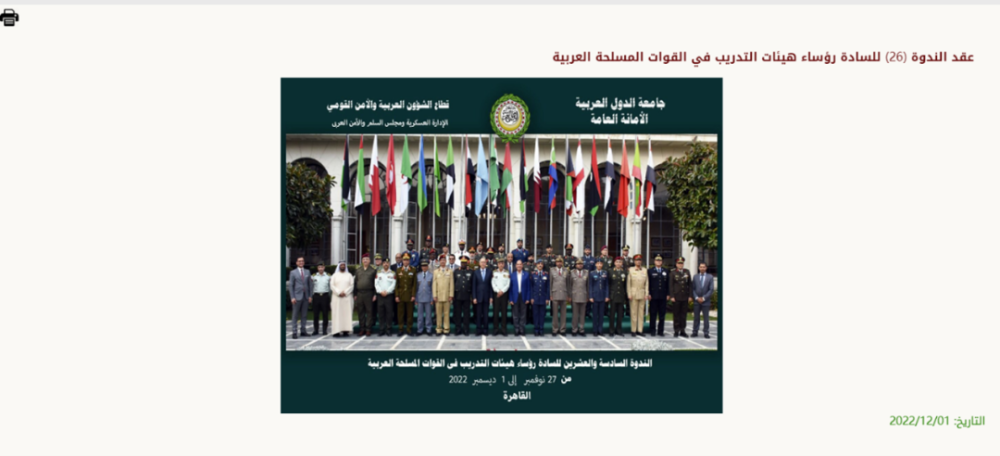 عقد الندوة (26) للسادة رؤساء هيئات التدريب في القوات المسلحة العربية
جامعة الدول العربية
الأمانة العامة
قطاع الشؤون العربية والأمن القومي
الإدارة العسكرية ومجلس السلم والأمن العربي
الندوة السادسة والعشرين للسادة رؤساء هيئات التدريب في القوات المسلحة العربية
من 27 نوفمبر إلى 1 ديسمبر 2022
القاهرة
التاريخ: 2022/12/01